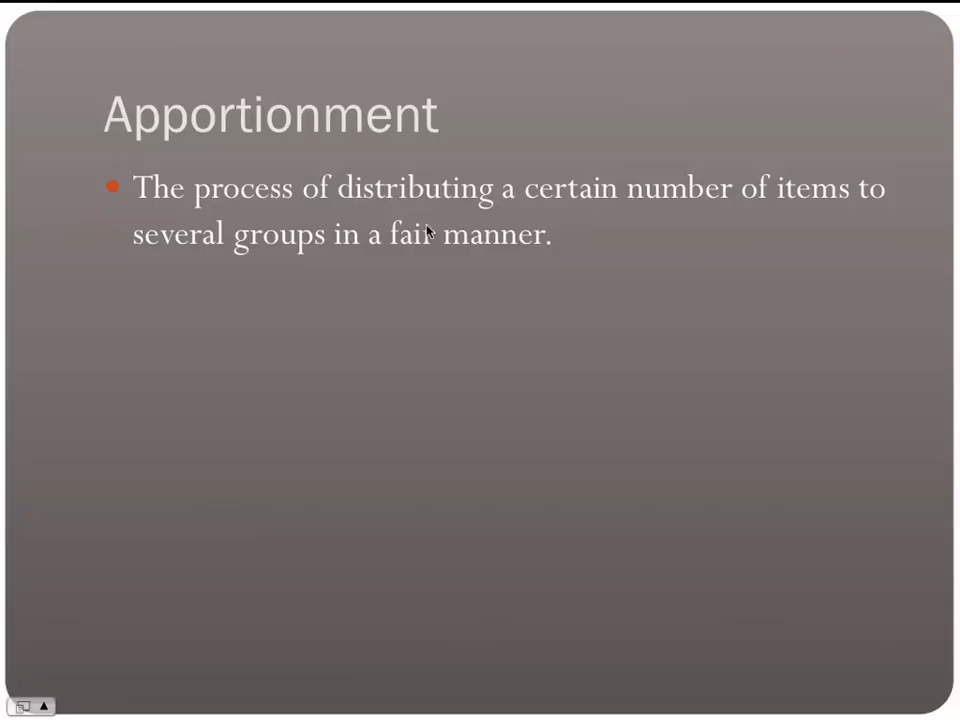 Apportionment
The process of distributing a certain number of items to
several groups in a fair manner.